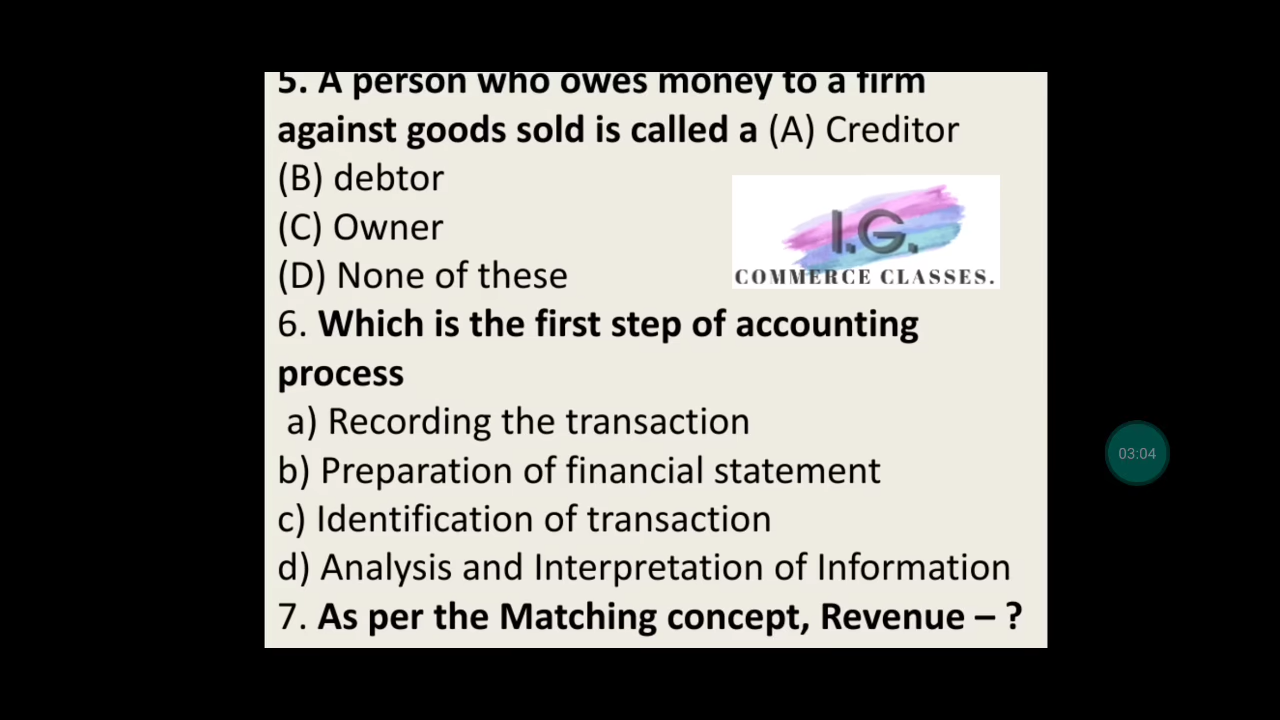 5. A person who owes money to a firm
against goods sold is called a (A) Creditor
(B) debtor
(C) Owner
(D) None of these
I.G.
COMMERCE CLASSES.
6. Which is the first step of accounting
process
a) Recording the transaction
b) Preparation of financial statement
c) Identification of transaction
d) Analysis and Interpretation of Information
03:04
7. As per the Matching concept, Revenue – ?